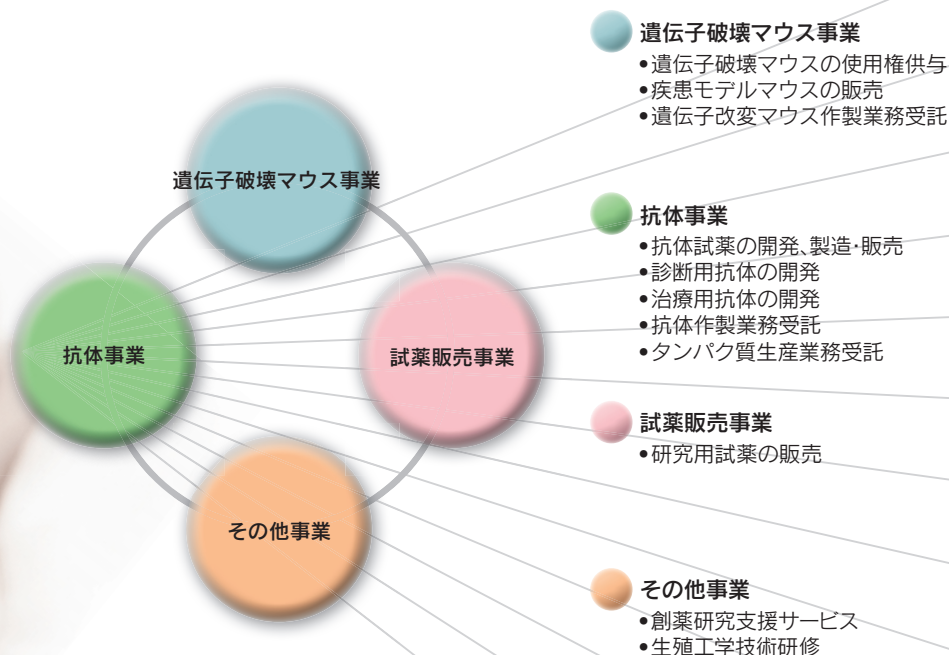 遺伝子破壊マウス事業
抗体事業
試薬販売事業
その他事業
遺伝子破壊マウス事業
•遺伝子破壊マウスの使用権供与
•疾患モデルマウスの販売
•遺伝子改変マウス作製業務受託
抗体事業
•抗体試薬の開発、製造・販売
•診断用抗体の開発
•治療用抗体の開発
•抗体作製業務受託
•タンパク質生産業務受託
試薬販売事業
•研究用試薬の販売
その他事業
•創薬研究支援サービス
•生殖工学技術研修